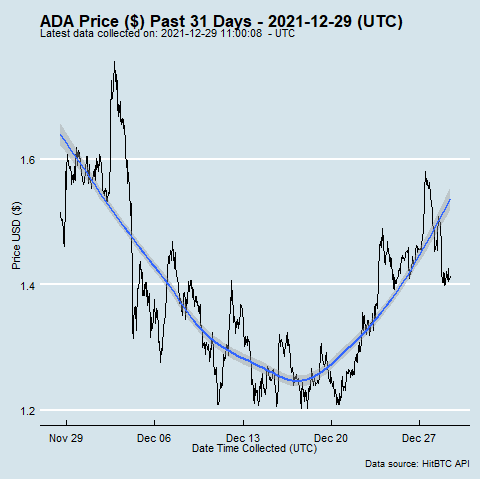 ADA Price ($) Past 31 Days - 2021-12-29 (UTC)
Latest data collected on: 2021-12-29 11:00:08 - UTC
Price USD ($)
1.6
1.4
1.2
Nov 29 Dec 06 Dec 13 Dec 20 Dec 27
Date Time Collected (UTC)
Data source: HitBTC API